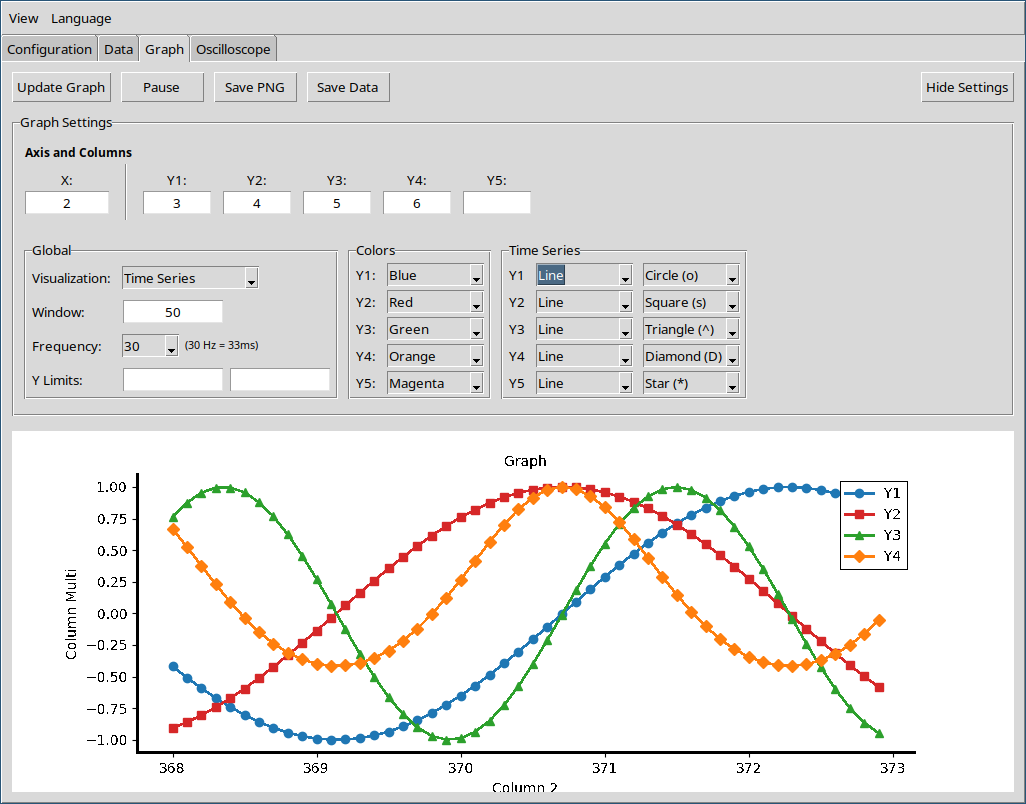 View Language
Configuration Data Graph Oscilloscope
Update Graph Pause Save PNG Save Data Hide Settings
Graph Settings
Axis and Columns
X: Y1: Y2: Y3: Y4: Y5:
2 3 4 5 6
Global Colors Time Series
Visualization: Time Series Y1: Blue Y1 Line Circle (o)
Window: 50 Y2: Red Y2 Line Square (s)
Frequency: 30 (30 Hz = 33ms) Y3: Green Y3 Line Triangle (^)
Y4: Orange Y4 Line Diamond (D)
Y Limits: Y5: Magenta Y5 Line Star (*)
Graph
1.00
0.75
0.50
0.25
0.00
−0.25
−0.50
−0.75
−1.00
Column Multi
Y1
Y2
Y3
Y4
368 369 370 371 372 373
Column 2